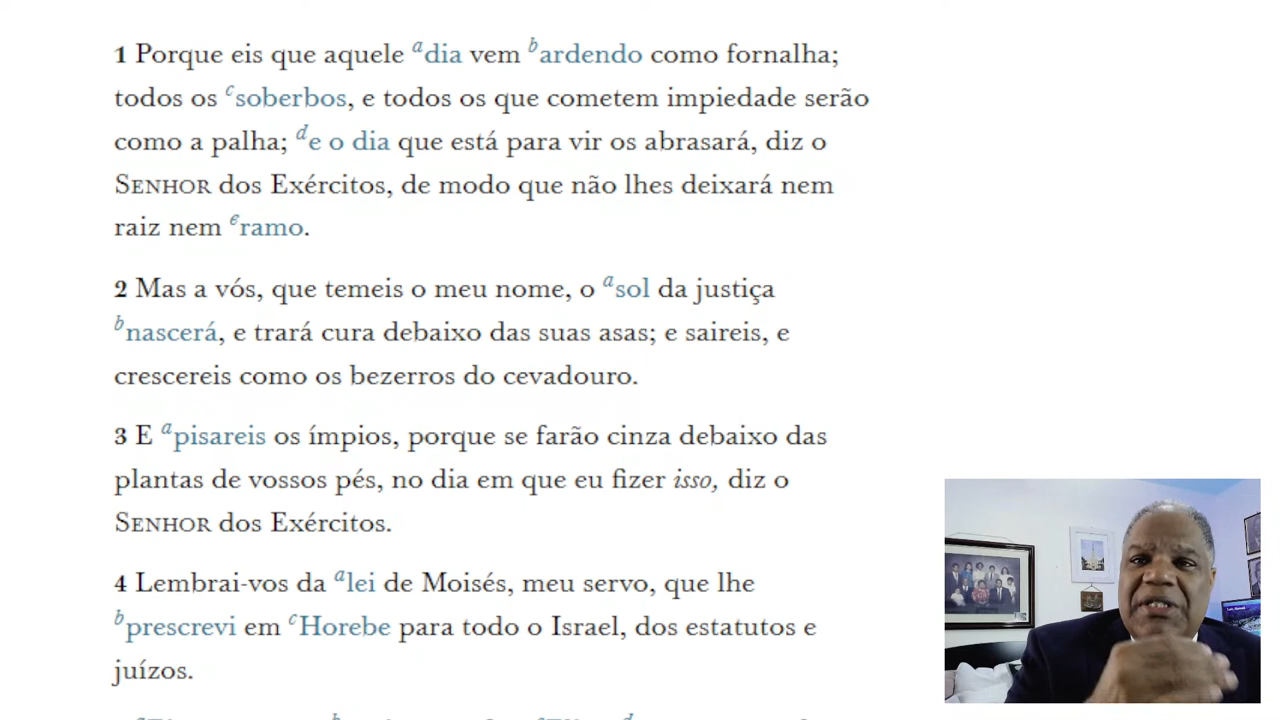 1 Porque eis que aquele a dia vem b ardendo como fornalha;
todos os c soberbos, e todos os que cometem impiedade serão
como a palha; d e o dia que está para vir os abrasará, diz o
SENHOR dos Exércitos, de modo que não lhes deixará nem
raiz nem e ramo.
2 Mas a vós, que temeis o meu nome, o a sol da justiça
b nascerá, e trará cura debaixo das suas asas; e saireis, e
crescereis como os bezerros do cevadouro.
3 E a pisareis os ímpios, porque se farão cinza debaixo das
plantas de vossos pés, no dia em que eu fizer isso, diz o
SENHOR dos Exércitos.
4 Lembrai-vos da a lei de Moisés, meu servo, que lhe
b prescrevi em c Horebe para todo o Israel, dos estatutos e
juízos.